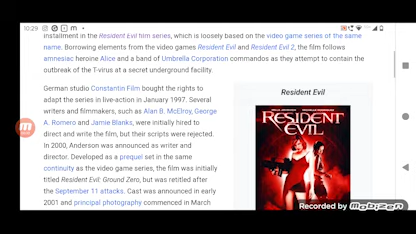 10:29
installment in the Resident Evil film series, which is loosely based on the video game series of the same
name. Borrowing elements from the video games Resident Evil and Resident Evil 2, the film follows
amnesiac heroine Alice and a band of Umbrella Corporation commandos as they attempt to contain the
outbreak of the T-virus at a secret underground facility.
German studio Constantin Film bought the rights to
adapt the series in live-action in January 1997. Several
writers and filmmakers, such as Alan B. McElroy, George
A. Romero and Jamie Blanks, were initially hired to
direct and write the film, but their scripts were rejected.
In 2000, Anderson was announced as writer and
director. Developed as a prequel set in the same
continuity as the video game series, the film was initially
titled Resident Evil: Ground Zero, but was retitled after
the September 11 attacks. Cast was announced in early
2001 and principal photography commenced in March
Resident Evil
MILLA JOVOVICH MICHELLE RODRIGUEZ
RESIDENT
EVIL
Recorded by Mobizen